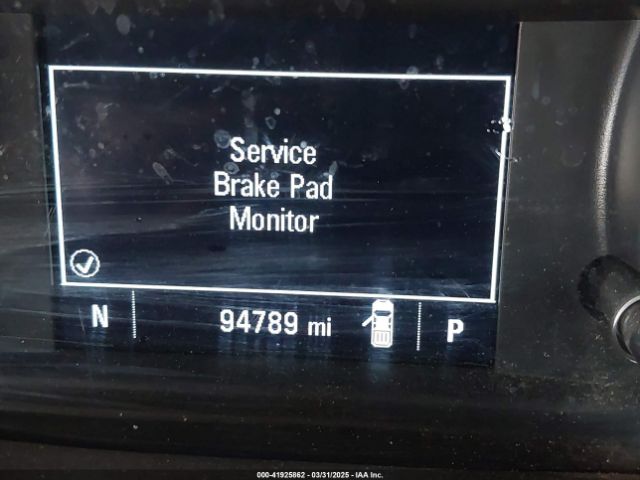 Service
Brake Pad
Monitor
N 94789 mi P
000-41925862 - 03/31/2025 - IAA Inc.